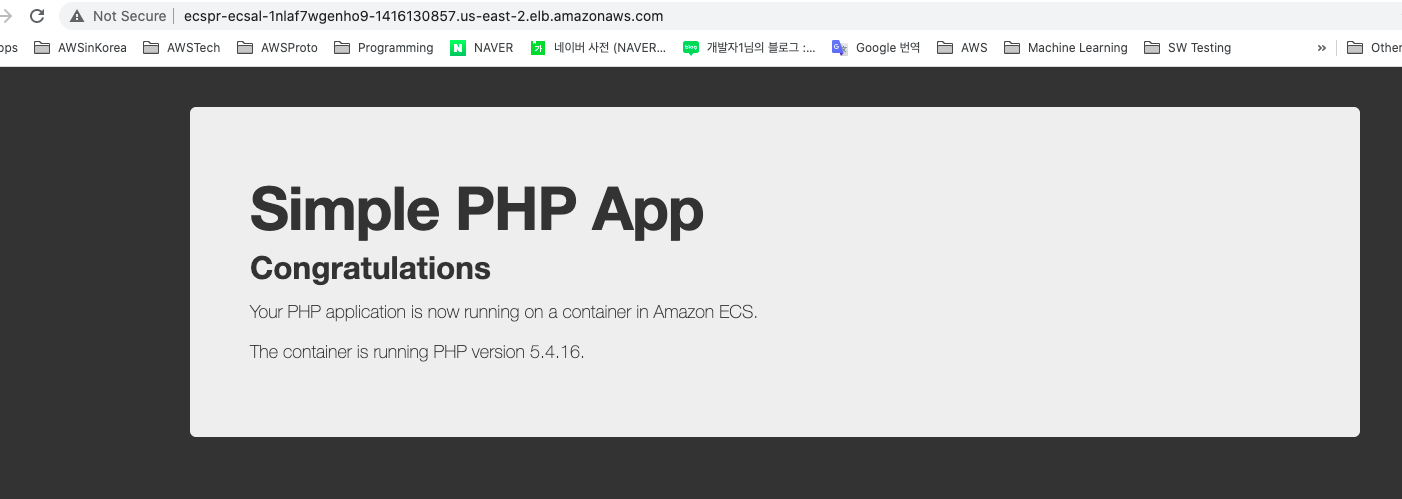 Not Secure | ecspr-ecsal-1nlaf7wgenho9-1416130857.us-east-2.elb.amazonaws.com
AWSinKorea AWSTech AWSProto Programming NAVER 네이버 사전 (NAVER... 개발자1님의 블로그 :... Google 번역 AWS Machine Learning SW Testing »
Simple PHP App
Congratulations
Your PHP application is now running on a container in Amazon ECS.
The container is running PHP version 5.4.16.